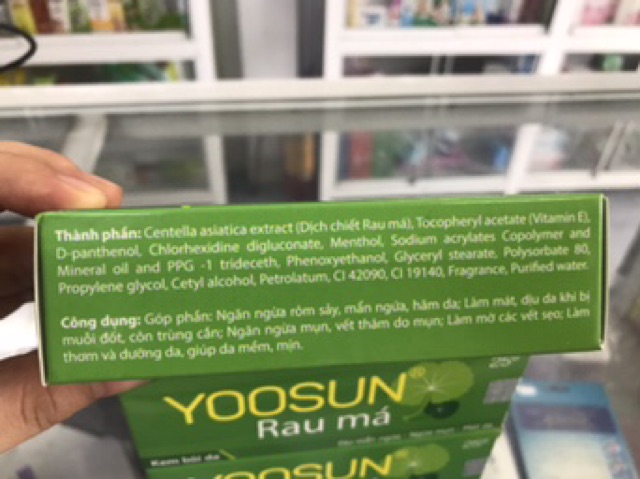 Thành phần: Centella asiatica extract (Dịch chiết Rau má), Tocopheryl acetate (Vitamin E),
D-panthenol, Chlorhexidine digluconate, Menthol, Sodium acrylates Copolymer and
Mineral oil and PPG -1 trideceth, Phenoxyethanol, Glyceryl stearate, Polysorbate 80,
Propylene glycol, Cetyl alcohol, Petrolatum, CI 42090, CI 19140, Fragrance, Purified water.
Công dụng: Góp phần: Ngăn ngừa rôm sảy, mẩn ngứa, hăm da; Làm mát, dịu da khi bị
muỗi đốt, côn trùng cắn; Ngăn ngừa mụn, vết thâm do mụn; Làm mờ các vết sẹo; Làm
thơm và dưỡng da, giúp da mềm, mịn.
YOOSUN®
Rau má
25g
Kem bôi da
YOOSUN®